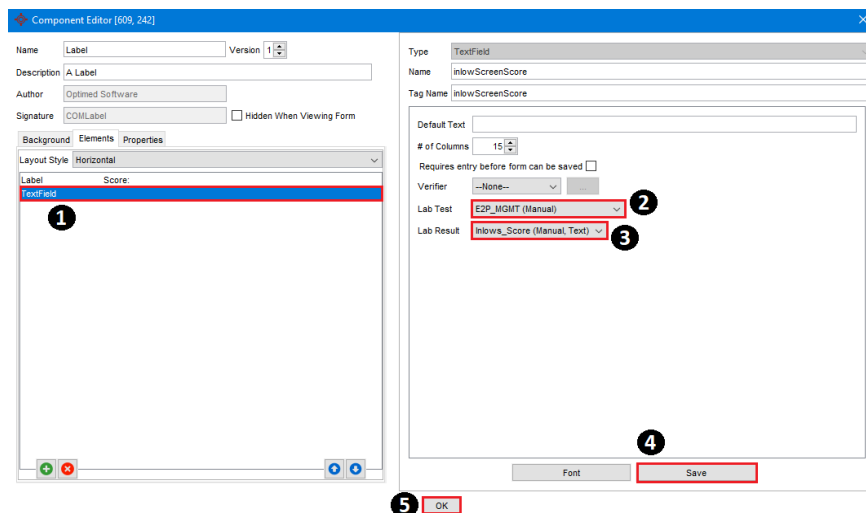 Component Editor [609, 242]
Name Label Version 1
Description A Label
Author Optimed Software
Signature COMLabel Hidden When Viewing Form
Background Elements Properties
Layout Style Horizontal
Label Score:
TextField
1
Type TextField
Name inlowScreenScore
Tag Name inlowScreenScore
Default Text
# of Columns 15
Requires entry before form can be saved
Verifier --None-- ...
Lab Test E2P_MGMT (Manual) 2
Lab Result Inlows_Score (Manual, Text) 3
4
Font Save
5 OK